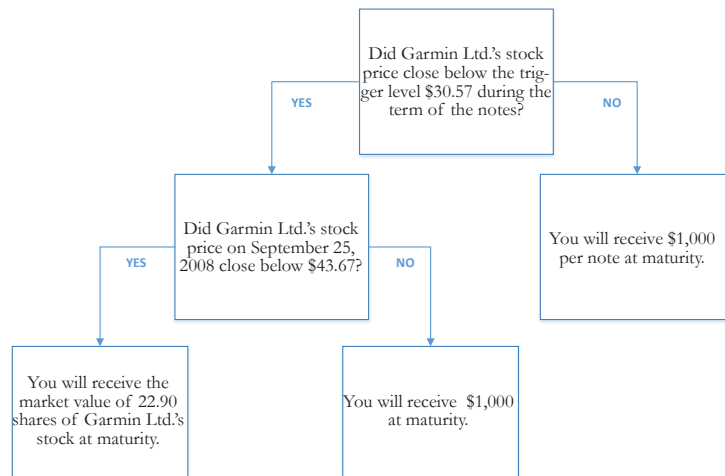 Did Garmin Ltd.'s stock
price close below the trig-
ger level $30.57 during the
term of the notes?
YES
NO
Did Garmin Ltd.'s stock
price on September 25,
2008 close below $43.67?
You will receive $1,000
per note at maturity.
YES
NO
You will receive the
market value of 22.90
shares of Garmin Ltd.'s
stock at maturity.
You will receive $1,000
at maturity.